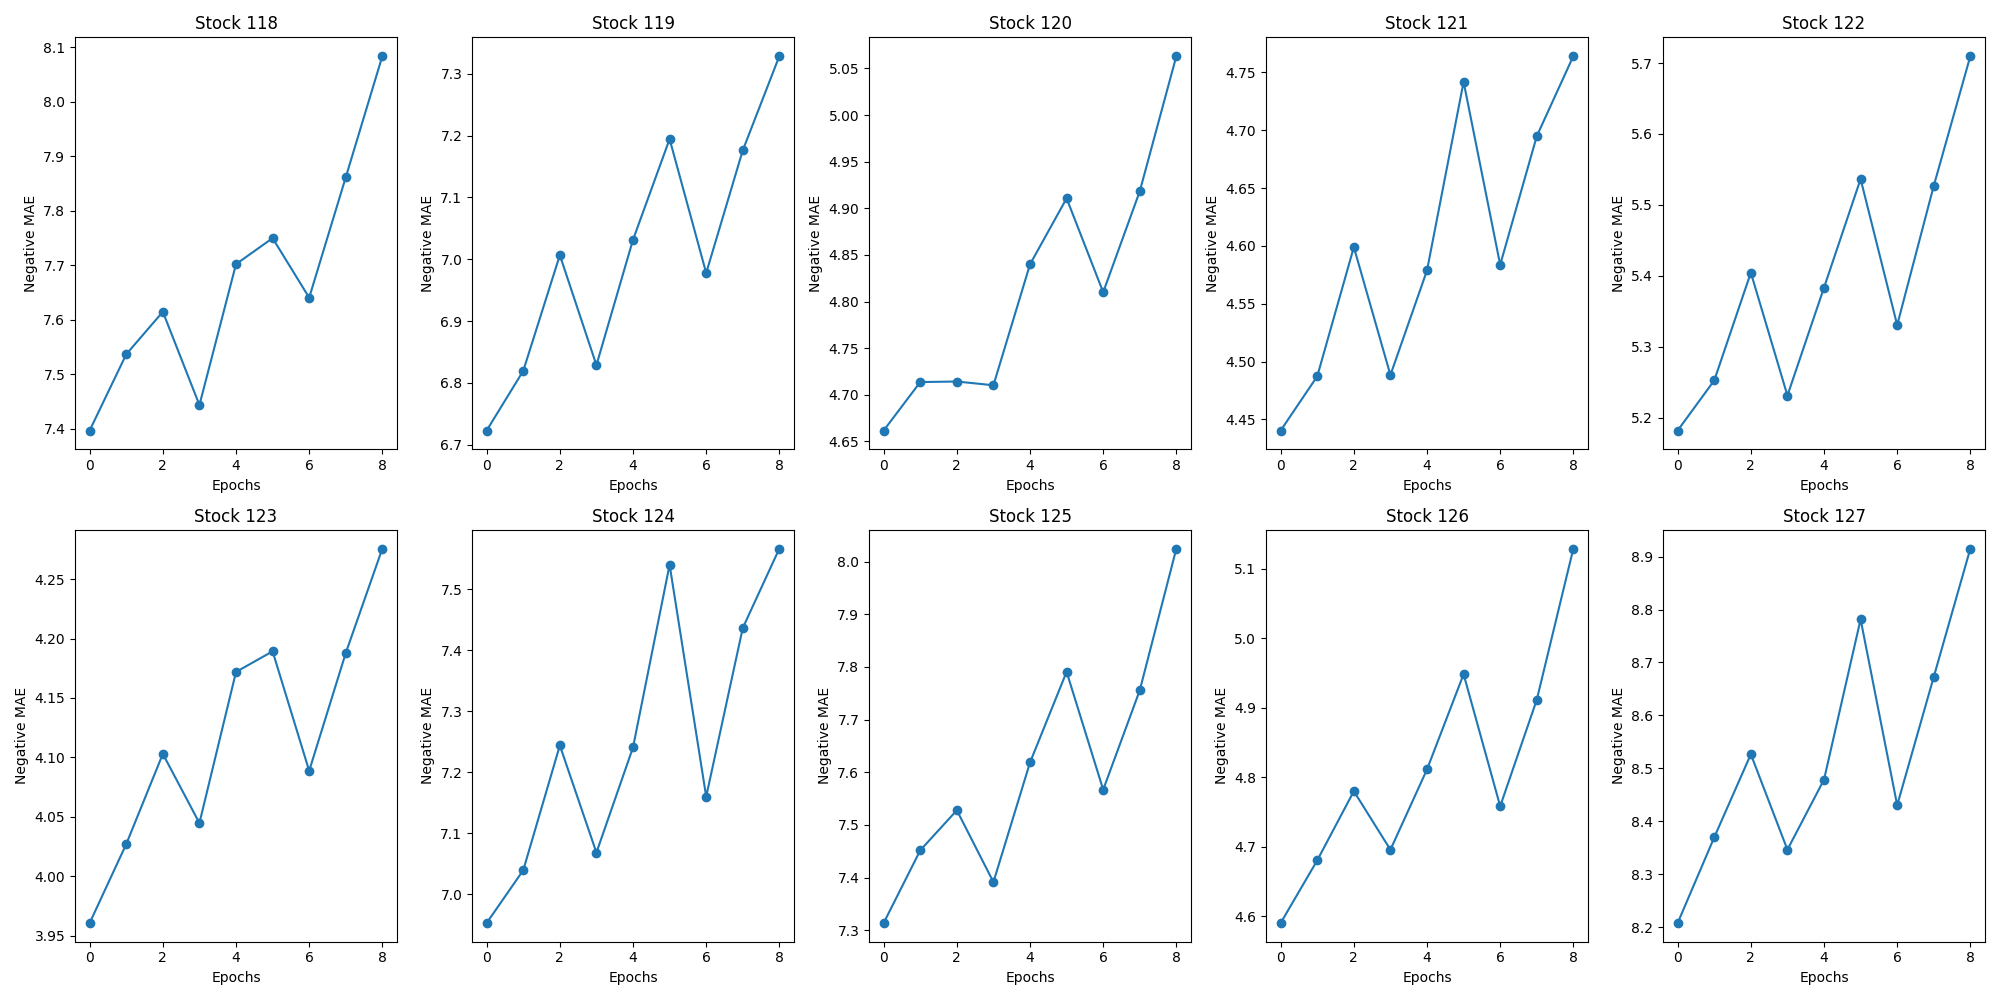 Stock 118
Negative MAE
8.1
8.0
7.9
7.8
7.7
7.6
7.5
7.4
0 2 4 6 8
Epochs
Stock 119
Negative MAE
7.3
7.2
7.1
7.0
6.9
6.8
6.7
0 2 4 6 8
Epochs
Stock 120
Negative MAE
5.05
5.00
4.95
4.90
4.85
4.80
4.75
4.70
4.65
0 2 4 6 8
Epochs
Stock 121
Negative MAE
4.75
4.70
4.65
4.60
4.55
4.50
4.45
0 2 4 6 8
Epochs
Stock 122
Negative MAE
5.7
5.6
5.5
5.4
5.3
5.2
0 2 4 6 8
Epochs
Stock 123
Negative MAE
4.25
4.20
4.15
4.10
4.05
4.00
3.95
0 2 4 6 8
Epochs
Stock 124
Negative MAE
7.5
7.4
7.3
7.2
7.1
7.0
0 2 4 6 8
Epochs
Stock 125
Negative MAE
8.0
7.9
7.8
7.7
7.6
7.5
7.4
7.3
0 2 4 6 8
Epochs
Stock 126
Negative MAE
5.1
5.0
4.9
4.8
4.7
4.6
0 2 4 6 8
Epochs
Stock 127
Negative MAE
8.9
8.8
8.7
8.6
8.5
8.4
8.3
8.2
0 2 4 6 8
Epochs